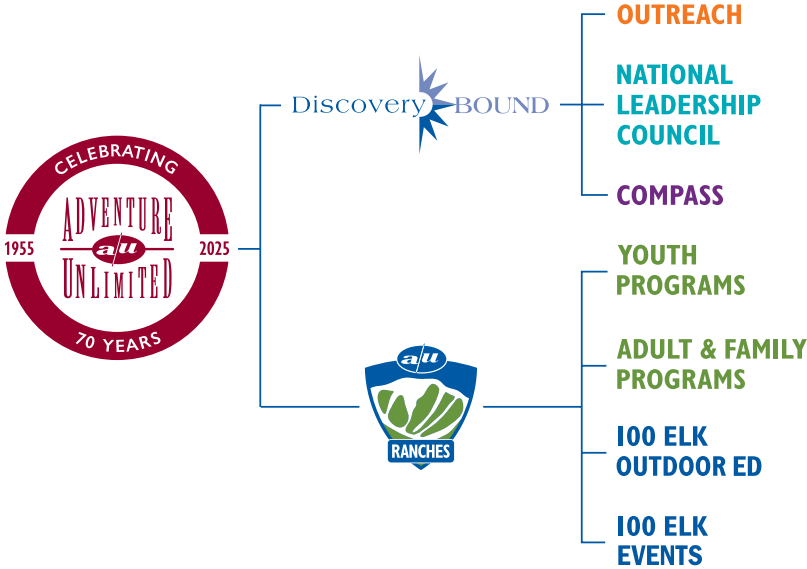 CELEBRATING
ADVENTURE
a/u
UNLIMITED
1955
2025
70 YEARS
Discovery BOUND
OUTREACH
NATIONAL
LEADERSHIP
COUNCIL
COMPASS
a/u
RANCHES
YOUTH
PROGRAMS
ADULT & FAMILY
PROGRAMS
100 ELK
OUTDOOR ED
100 ELK
EVENTS